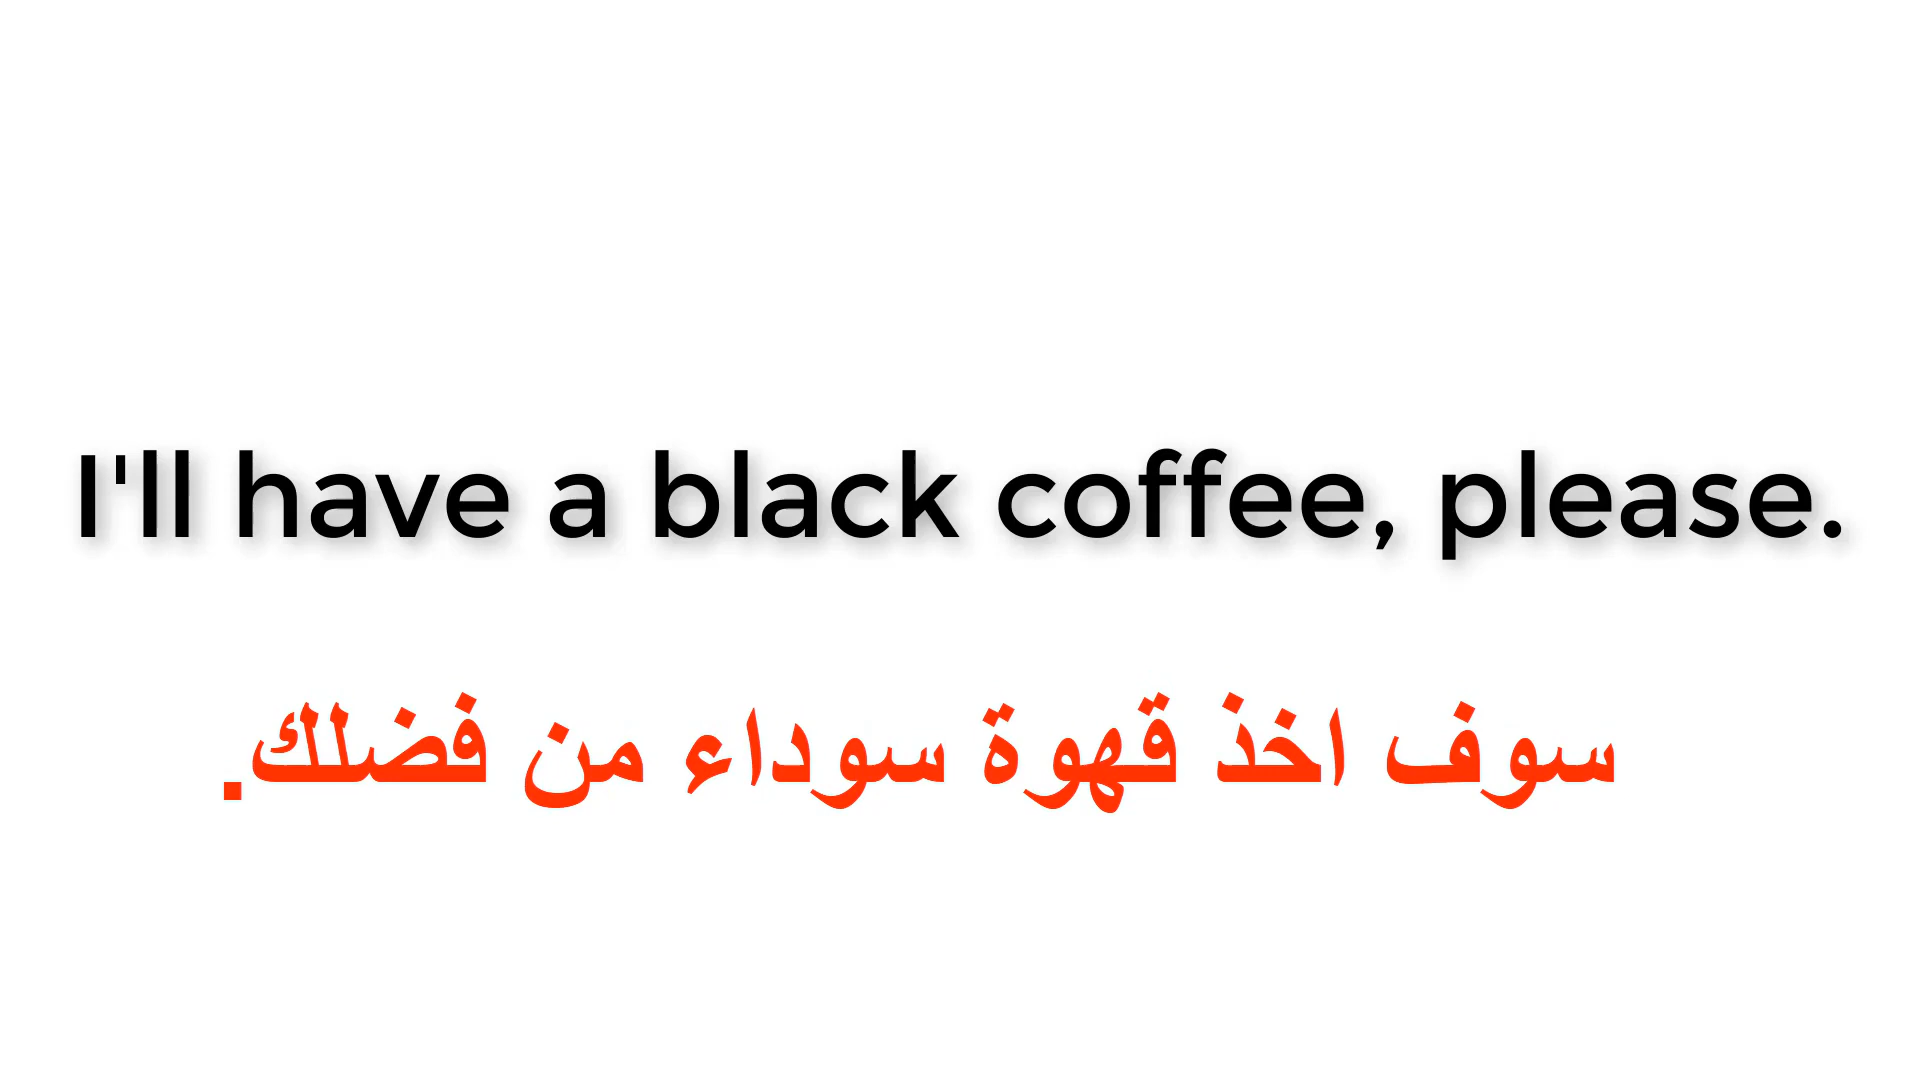 I'll have a black coffee, please.
سوف اخذ قهوة سوداء من فضلك.